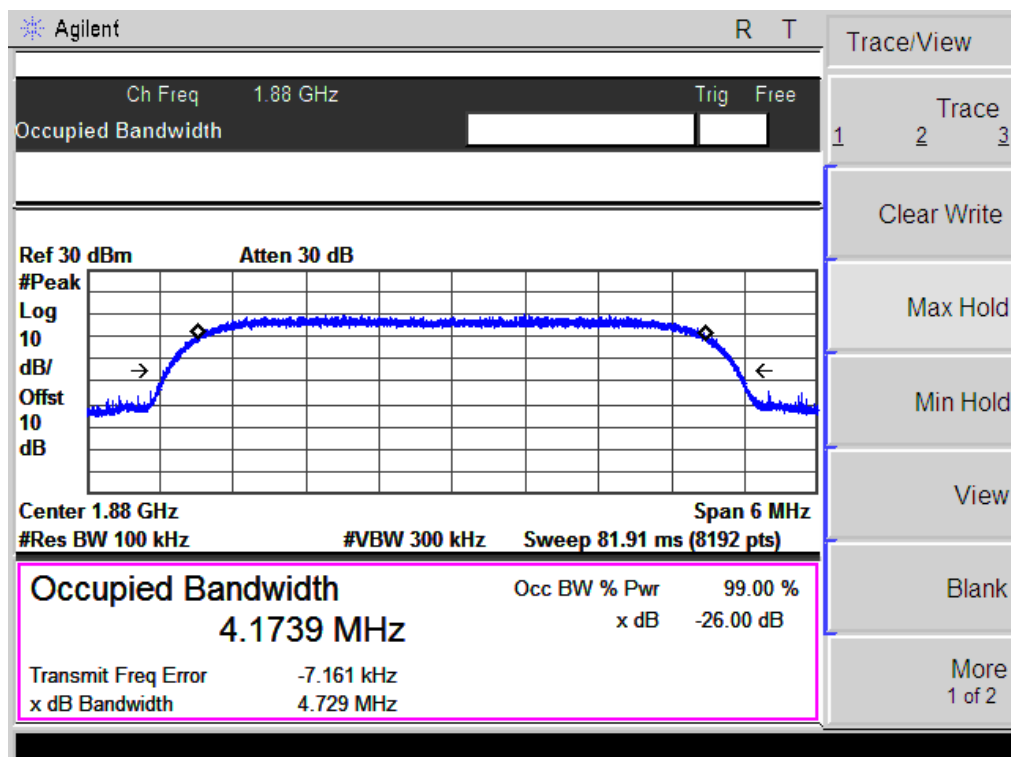 Agilent R T
Trace/View
Ch Freq 1.88 GHz Trig Free
Occupied Bandwidth
Trace
1 2 3
Clear Write
Ref 30 dBm Atten 30 dB
#Peak
Log
10
dB/
Offst
10
dB
Max Hold
Min Hold
Center 1.88 GHz Span 6 MHz
#Res BW 100 kHz #VBW 300 kHz Sweep 81.91 ms (8192 pts)
View
Occupied Bandwidth Occ BW % Pwr 99.00 %
4.1739 MHz x dB -26.00 dB
Blank
Transmit Freq Error -7.161 kHz
x dB Bandwidth 4.729 MHz
More
1 of 2